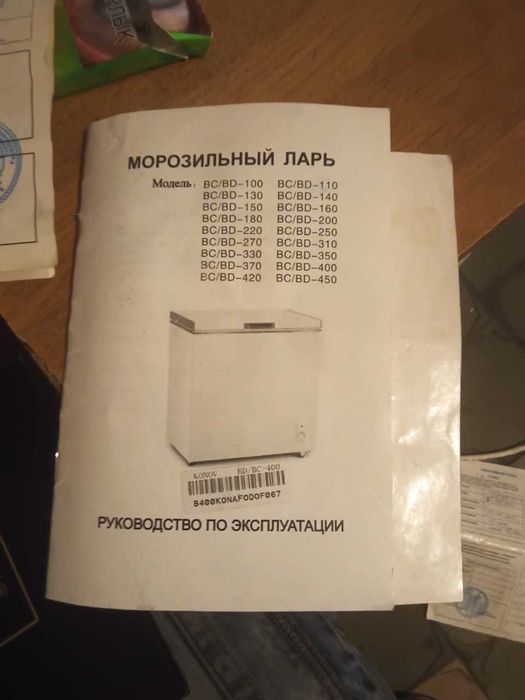 МОРОЗИЛЬНЫЙ ЛАРЬ
Модель: BC/BD-100 BC/BD-110
BC/BD-130 BC/BD-140
BC/BD-150 BC/BD-160
BC/BD-180 BC/BD-200
BC/BD-220 BC/BD-250
BC/BD-270 BC/BD-310
BC/BD-330 BC/BD-350
BC/BD-370 BC/BD-400
BC/BD-420 BC/BD-450
KONOV BD/BC-400
B400KONAF0D0F067
РУКОВОДСТВО ПО ЭКСПЛУАТАЦИИ